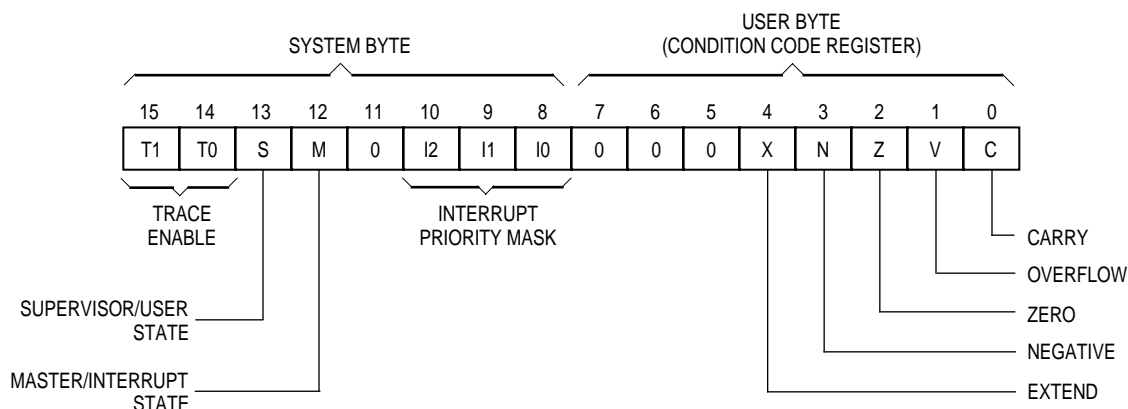 USER BYTE
SYSTEM BYTE (CONDITION CODE REGISTER)
15 14 13 12 11 10 9 8 7 6 5 4 3 2 1 0
T1 T0 S M 0 I2 I1 I0 0 0 0 X N Z V C
TRACE
ENABLE
INTERRUPT
PRIORITY MASK
CARRY
OVERFLOW
SUPERVISOR/USER
STATE
ZERO
NEGATIVE
MASTER/INTERRUPT
STATE
EXTEND